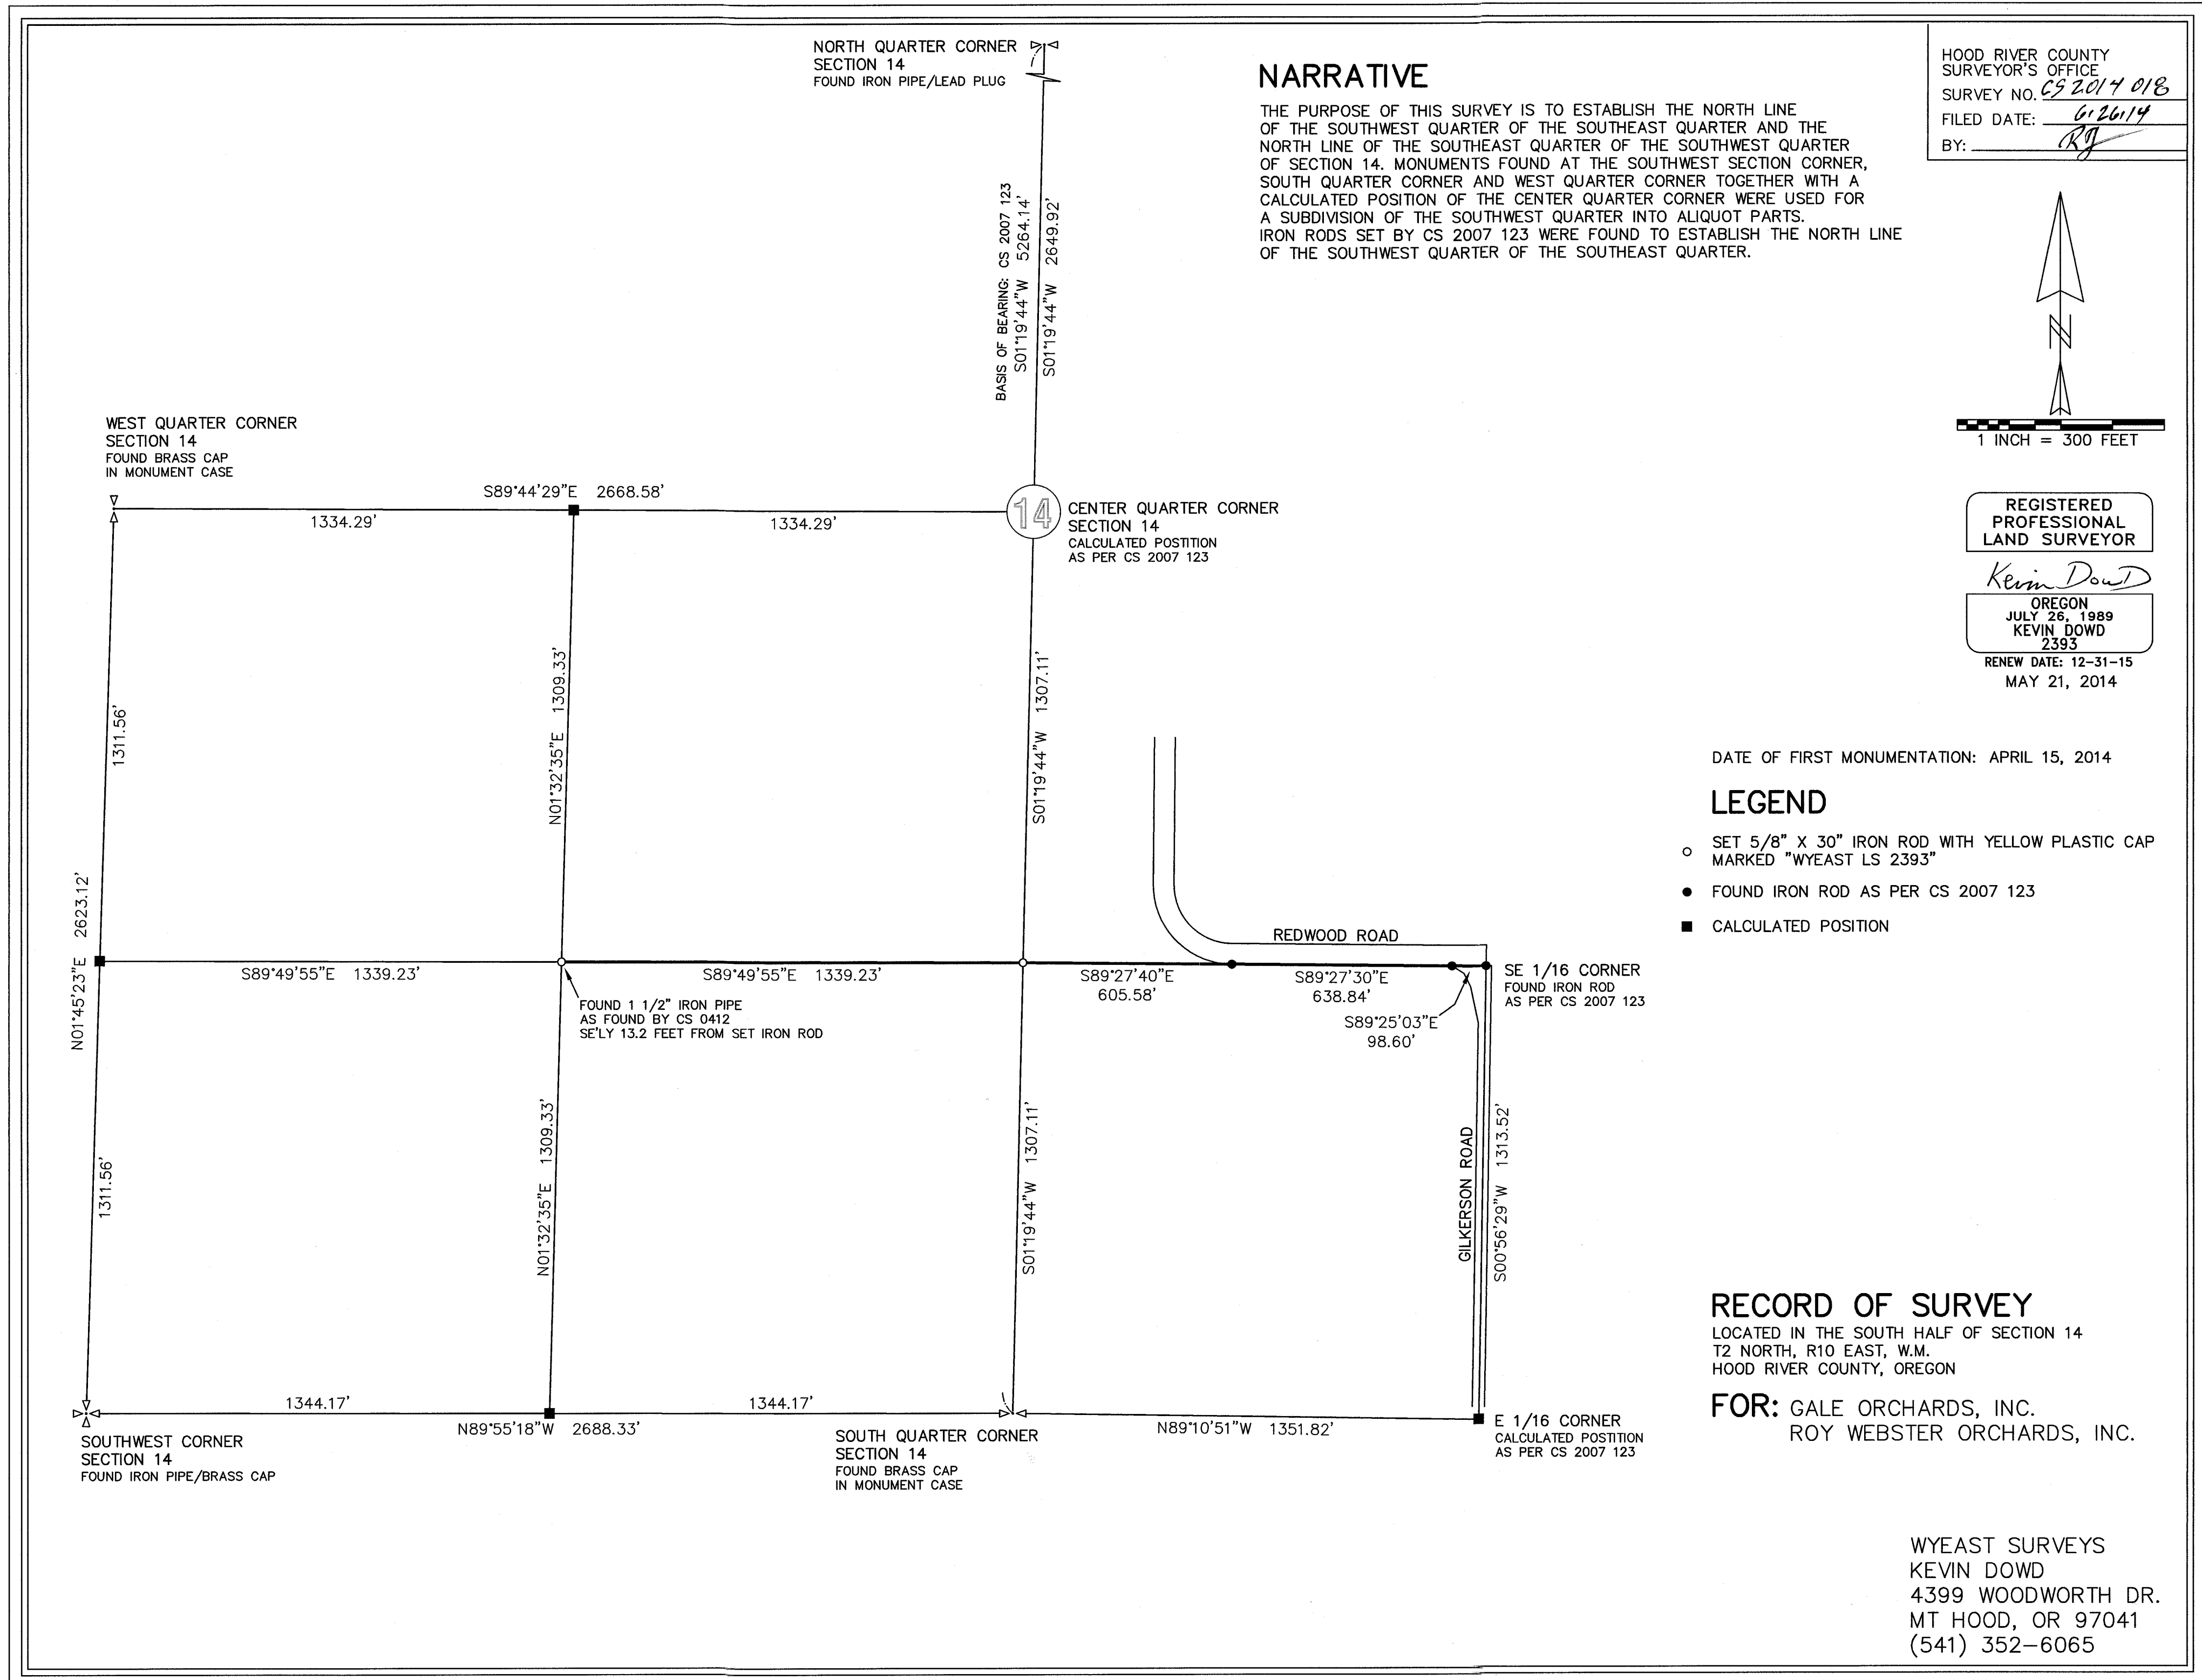 NORTH QUARTER CORNER
SECTION 14
FOUND IRON PIPE/LEAD PLUG
NARRATIVE
THE PURPOSE OF THIS SURVEY IS TO ESTABLISH THE NORTH LINE
OF THE SOUTHWEST QUARTER OF THE SOUTHEAST QUARTER AND THE
NORTH LINE OF THE SOUTHEAST QUARTER OF THE SOUTHWEST QUARTER
OF SECTION 14. MONUMENTS FOUND AT THE SOUTHWEST SECTION CORNER,
SOUTH QUARTER CORNER AND WEST QUARTER CORNER TOGETHER WITH A
CALCULATED POSITION OF THE CENTER QUARTER CORNER WERE USED FOR
A SUBDIVISION OF THE SOUTHWEST QUARTER INTO ALIQUOT PARTS.
IRON RODS SET BY CS 2007 123 WERE FOUND TO ESTABLISH THE NORTH LINE
OF THE SOUTHWEST QUARTER OF THE SOUTHEAST QUARTER.
HOOD RIVER COUNTY
SURVEYOR'S OFFICE
SURVEY NO. CS 2014 018
FILED DATE: 6.26.14
BY: RJ
BASIS OF BEARING: CS 2007 123
S01°19'44"W 5264.14'
S01°19'44"W 2649.92'
N
1 INCH = 300 FEET
WEST QUARTER CORNER
SECTION 14
FOUND BRASS CAP
IN MONUMENT CASE
S89°44'29"E 2668.58'
1334.29'
1334.29'
14
CENTER QUARTER CORNER
SECTION 14
CALCULATED POSTITION
AS PER CS 2007 123
REGISTERED
PROFESSIONAL
LAND SURVEYOR
Kevin DowD
OREGON
JULY 26, 1989
KEVIN DOWD
2393
RENEW DATE: 12-31-15
MAY 21, 2014
1311.56'
N01°32'35"E 1309.33'
S01°19'44"W 1307.11'
DATE OF FIRST MONUMENTATION: APRIL 15, 2014
LEGEND
SET 5/8" X 30" IRON ROD WITH YELLOW PLASTIC CAP
MARKED "WYEAST LS 2393"
FOUND IRON ROD AS PER CS 2007 123
CALCULATED POSITION
N01°45'23"E 2623.12'
REDWOOD ROAD
S89°49'55"E 1339.23'
S89°49'55"E 1339.23'
S89°27'40"E
605.58'
S89°27'30"E
638.84'
S89°25'03"E
98.60'
SE 1/16 CORNER
FOUND IRON ROD
AS PER CS 2007 123
FOUND 1 1/2" IRON PIPE
AS FOUND BY CS 0412
SE'LY 13.2 FEET FROM SET IRON ROD
1311.56'
N01°32'35"E 1309.33'
S01°19'44"W 1307.11'
GILKERSON ROAD
S00°56'29"W 1313.52'
1344.17'
1344.17'
N89°55'18"W 2688.33'
N89°10'51"W 1351.82'
SOUTHWEST CORNER
SECTION 14
FOUND IRON PIPE/BRASS CAP
SOUTH QUARTER CORNER
SECTION 14
FOUND BRASS CAP
IN MONUMENT CASE
E 1/16 CORNER
CALCULATED POSTITION
AS PER CS 2007 123
RECORD OF SURVEY
LOCATED IN THE SOUTH HALF OF SECTION 14
T2 NORTH, R10 EAST, W.M.
HOOD RIVER COUNTY, OREGON
FOR: GALE ORCHARDS, INC.
ROY WEBSTER ORCHARDS, INC.
WYEAST SURVEYS
KEVIN DOWD
4399 WOODWORTH DR.
MT HOOD, OR 97041
(541) 352-6065